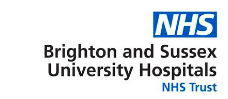 NHS
Brighton and Sussex
University Hospitals
NHS Trust